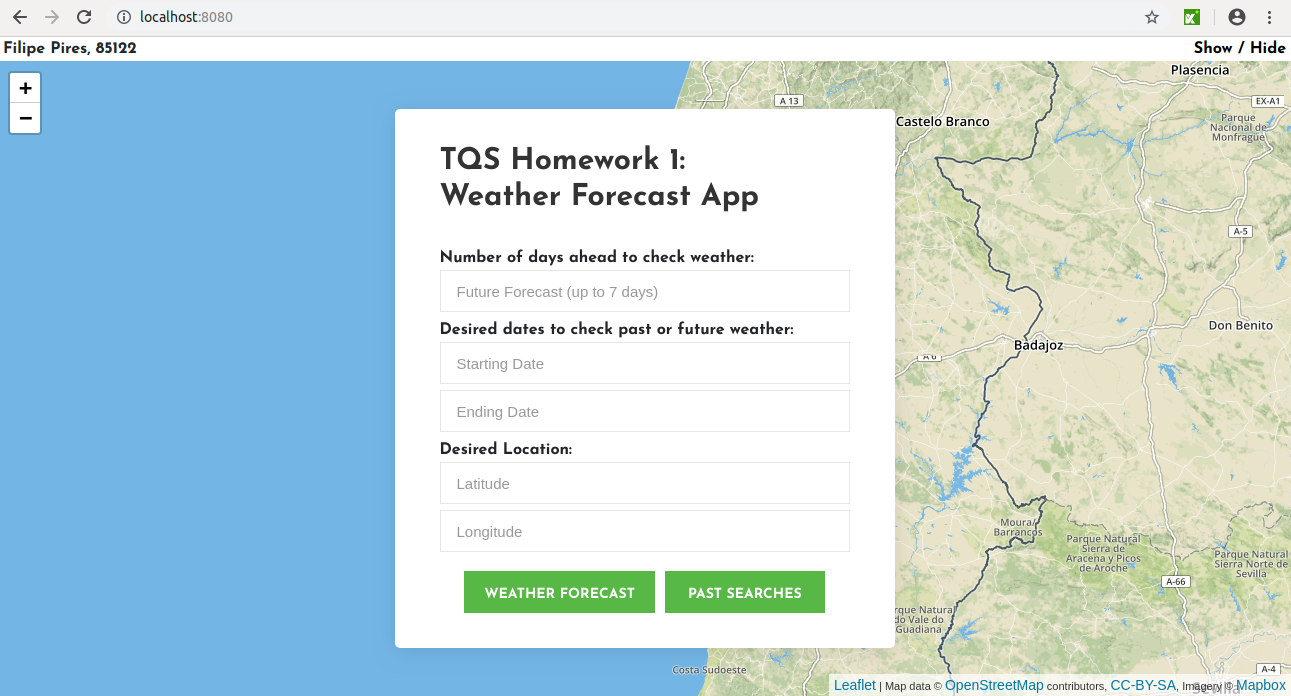 localhost:8080
Filipe Pires, 85122
Show / Hide
+
−
Plasencia
A 13
EX-A1
Castelo Branco
Parque
Nacional de
Monfragüe
TQS Homework 1:
Weather Forecast App
A-5
Number of days ahead to check weather:
Future Forecast (up to 7 days)
Desired dates to check past or future weather:
Don Benito
Badajoz
A 6
Starting Date
Ending Date
Desired Location:
Latitude
Longitude
Moura/
Barrancos
Parque Natural
Sierra de
Aracena y Picos
de Aroche
Parque Natural
Sierra Norte de
Sevilla
A-66
WEATHER FORECAST
PAST SEARCHES
rque Natural
do Vale do
Guadiana
Costa Sudoeste
A-4
Sevilla
Leaflet | Map data © OpenStreetMap contributors, CC-BY-SA, Imagery © Mapbox